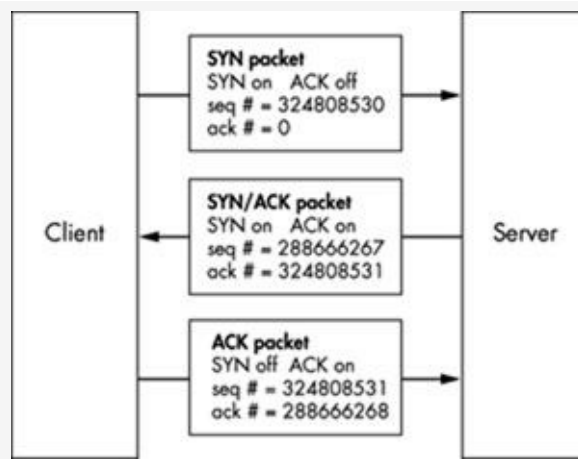 SYN packet
SYN on ACK off
seq # = 324808530
ack # = 0
SYN/ACK packet
SYN on ACK on
seq # = 288666267
ack # = 324808531
Client
Server
ACK packet
SYN off ACK on
seq # = 324808531
ack # = 288666268